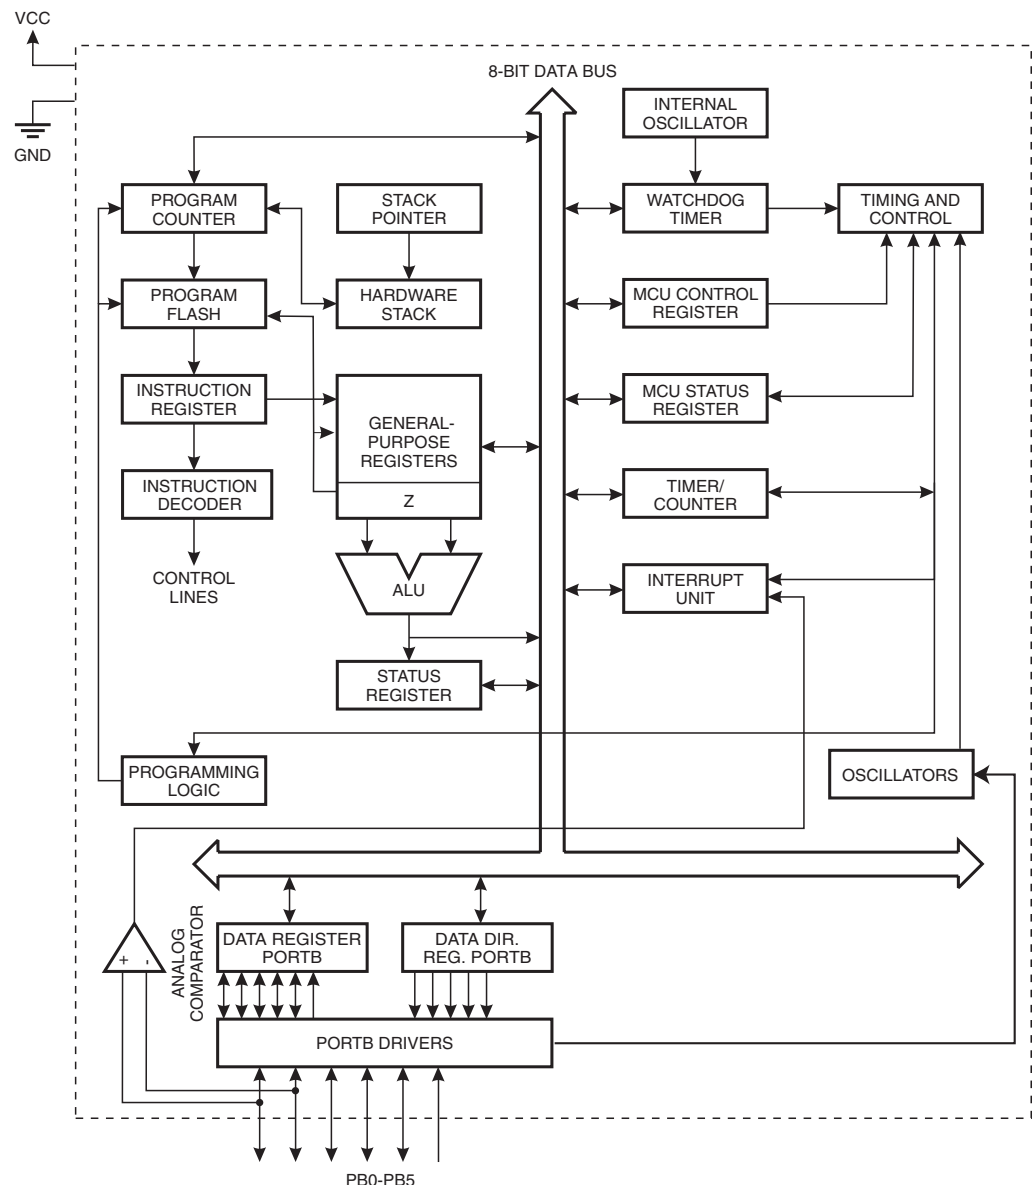 VCC
GND
8-BIT DATA BUS
INTERNAL
OSCILLATOR
PROGRAM
COUNTER
STACK
POINTER
WATCHDOG
TIMER
TIMING AND
CONTROL
PROGRAM
FLASH
HARDWARE
STACK
MCU CONTROL
REGISTER
INSTRUCTION
REGISTER
GENERAL-
PURPOSE
REGISTERS
Z
MCU STATUS
REGISTER
INSTRUCTION
DECODER
TIMER/
COUNTER
CONTROL
LINES
ALU
INTERRUPT
UNIT
STATUS
REGISTER
PROGRAMMING
LOGIC
OSCILLATORS
ANALOG
COMPARATOR
+ -
DATA REGISTER
PORTB
DATA DIR.
REG. PORTB
PORTB DRIVERS
PB0-PB5